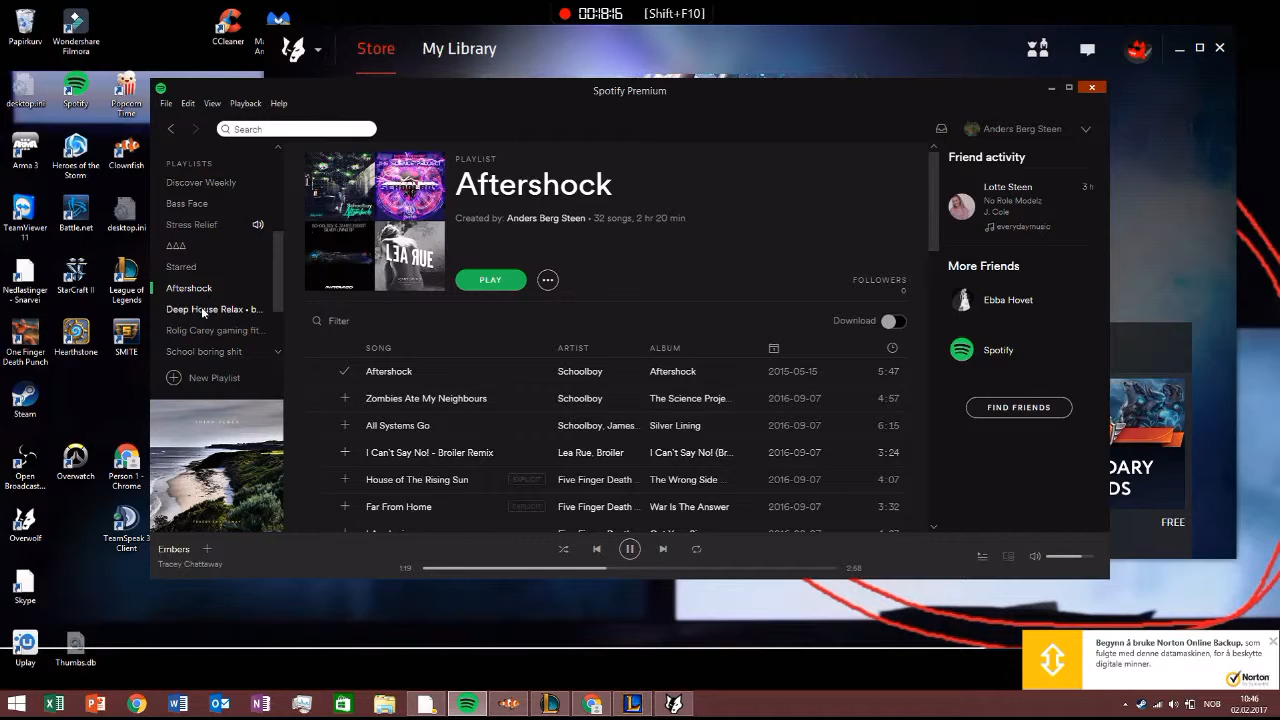 00:18:16 [Shift+F10]
Papirkurv
Wondershare Filmora
CCleaner
Store
My Library
desktop.ini
Spotify
Popcorn Time
Arma 3
Heroes of the Storm
Clownfish
TeamViewer 11
Battle.net
desktop.ini
Nedlastinger - Snarvei
StarCraft II
League of Legends
One Finger Death Punch
Hearthstone
SMITE
Steam
Open Broadcast...
Overwatch
Person 1 - Chrome
Overwolf
TeamSpeak Client
Skype
Uplay
Thumbs.db
Spotify Premium
File Edit View Playback Help
Search
Anders Berg Steen
PLAYLISTS
Discover Weekly
Bass Face
Stress Relief
ΔΔΔ
Starred
Aftershock
Deep House Relax • b...
Rolig Carey gaming fit...
School boring shit
New Playlist
TRACEY CHATTAWAY
PLAYLIST
Aftershock
Created by: Anders Berg Steen • 32 songs, 2 hr 20 min
PLAY
FOLLOWERS
0
Filter
Download
SONG ARTIST ALBUM
Aftershock Schoolboy Aftershock 2015-05-15 5:47
Zombies Ate My Neighbours Schoolboy The Science Proje... 2016-09-07 4:57
All Systems Go Schoolboy, James... Silver Lining 2016-09-07 6:15
I Can't Say No! - Broiler Remix Lea Rue, Broiler I Can't Say No! (Br... 2016-09-07 3:24
House of The Rising Sun EXPLICIT Five Finger Death ... The Wrong Side ... 2016-09-07 4:07
Far From Home EXPLICIT Five Finger Death ... War Is The Answer 2016-09-07 3:32
Friend activity
Lotte Steen 3 h
No Role Modelz
J. Cole
everydaymusic
More Friends
Ebba Hovet
Spotify
FIND FRIENDS
Embers
Tracey Chattaway
1:19
2:58
FREE
Begynn å bruke Norton Online Backup, som
fulgte med denne datamaskinen, for å beskytte
digitale minner.
Norton
NOB
10:46
02.02.2017